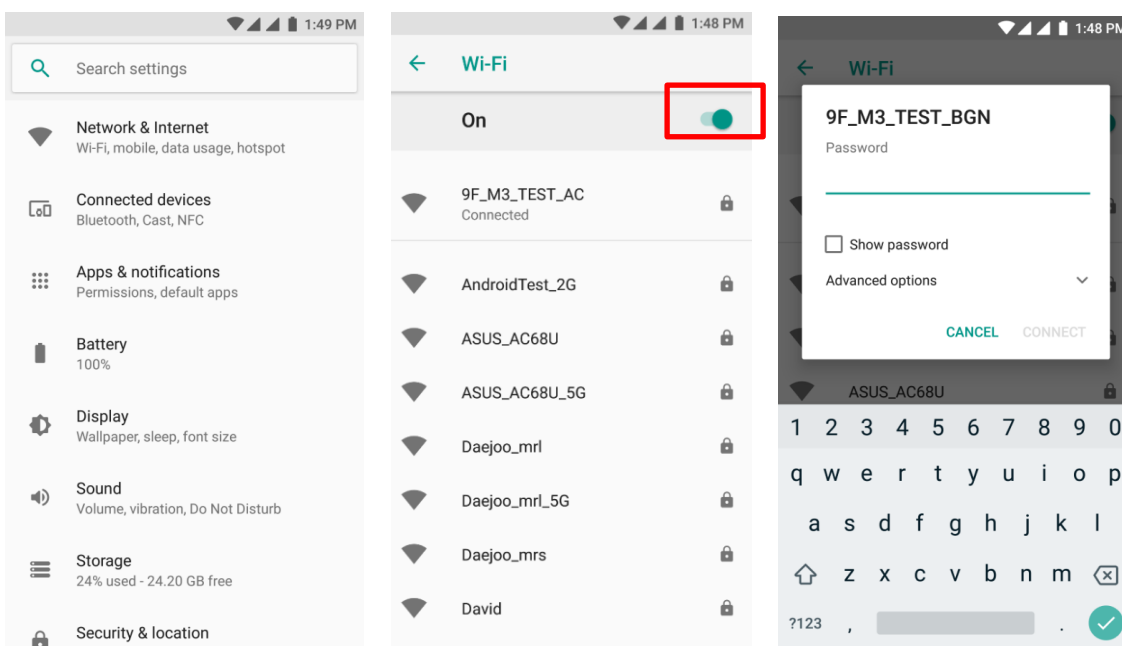 1:49 PM
Search settings
Network & Internet
Wi-Fi, mobile, data usage, hotspot
Connected devices
Bluetooth, Cast, NFC
Apps & notifications
Permissions, default apps
Battery
100%
Display
Wallpaper, sleep, font size
Sound
Volume, vibration, Do Not Disturb
Storage
24% used - 24.20 GB free
Security & location
1:48 PM
Wi-Fi
On
9F_M3_TEST_AC
Connected
AndroidTest_2G
ASUS_AC68U
ASUS_AC68U_5G
Daejoo_mrl
Daejoo_mrl_5G
Daejoo_mrs
David
1:48 PM
Wi-Fi
9F_M3_TEST_BGN
Password
Show password
Advanced options
CANCEL CONNECT
ASUS_AC68U
1 2 3 4 5 6 7 8 9 0
q w e r t y u i o p
a s d f g h j k l
z x c v b n m
?123 , .